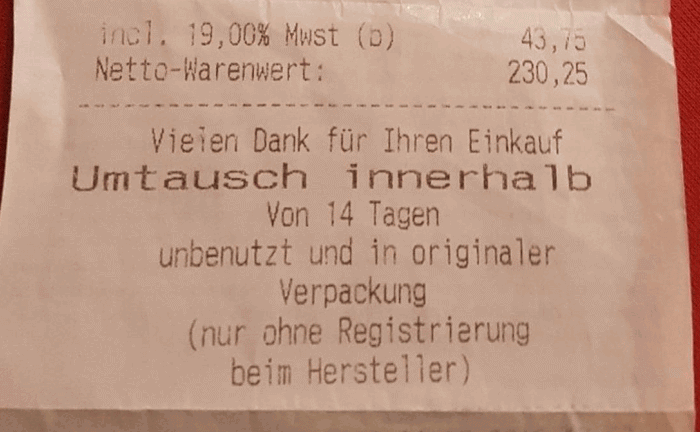 incl. 19,00% Mwst (b) 43,75
Netto-Warenwert: 230,25
Vielen Dank für Ihren Einkauf
Umtausch innerhalb
Von 14 Tagen
unbenutzt und in originaler
Verpackung
(nur ohne Registrierung
beim Hersteller)